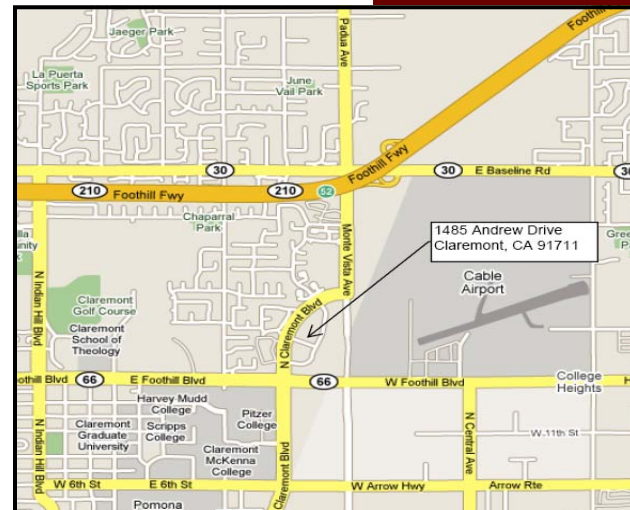 Jaeger Park
Padua Ave
Foothill
La Puerta
Sports Park
June
Vail Park
30
30
E Baseline Rd
Foothill Fwy
210
Foothill Fwy
210
52
Chaparral
Park
Monte Vista Ave
1485 Andrew Drive
Claremont, CA 91711
N Indian Hill Blvd
Claremont
Golf Course
N Claremont Blvd
Cable
Airport
Claremont
School of
Theology
Foothill Blvd
66
E Foothill Blvd
66
W Foothill Blvd
College
Heights
Harvey Mudd
College
Pitzer
College
Claremont
Graduate
University
Scripps
College
Claremont
McKenna
College
N Indian Hill Blvd
Claremont Blvd
N Central Ave
W 11th St
W 6th St
E 6th St
W Arrow Hwy
Arrow Rte
Pomona